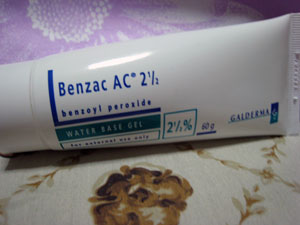 Benzac AC® 2½
benzoyl peroxide
WATER BASE GEL
2½%
60 g
for external use only
GALDERMA